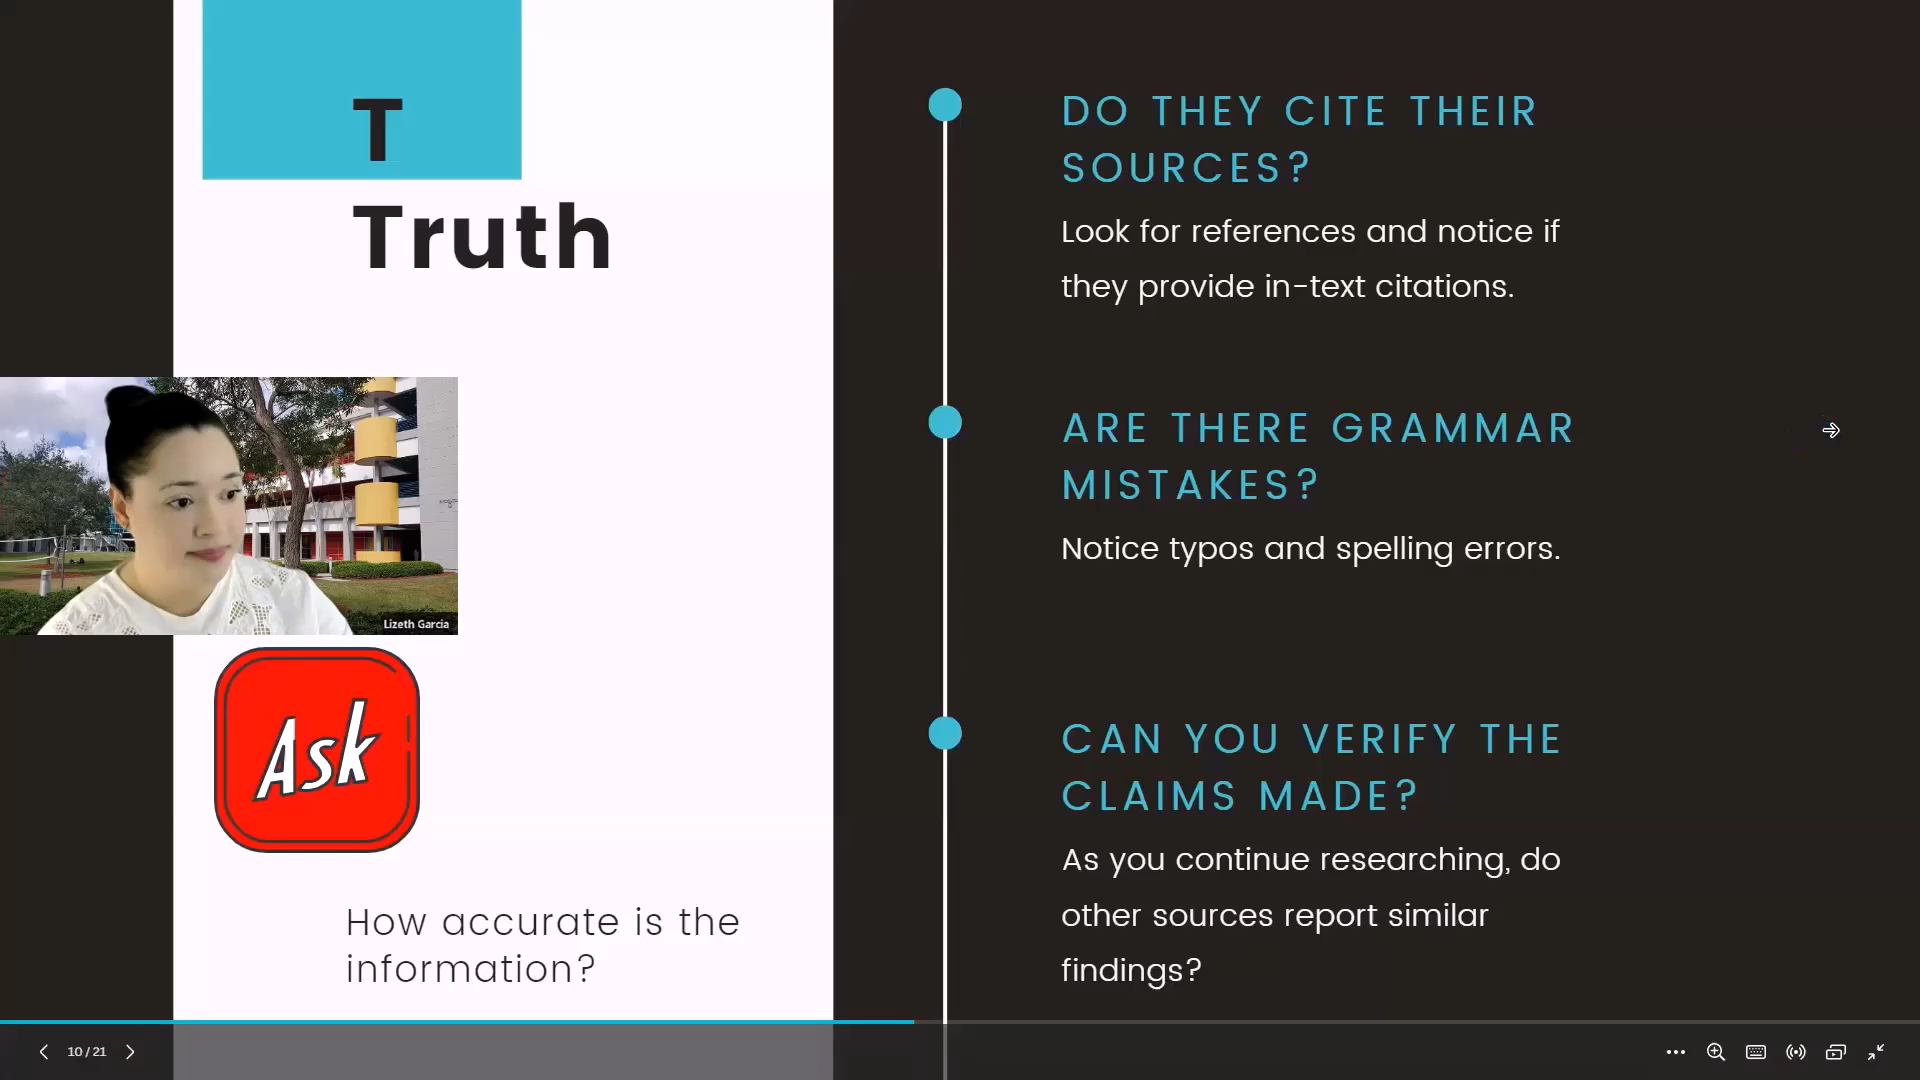 T
Truth
Lizeth Garcia
Ask
How accurate is the
information?
DO THEY CITE THEIR
SOURCES?
Look for references and notice if
they provide in-text citations.
ARE THERE GRAMMAR
MISTAKES?
Notice typos and spelling errors.
CAN YOU VERIFY THE
CLAIMS MADE?
As you continue researching, do
other sources report similar
findings?
10 / 21